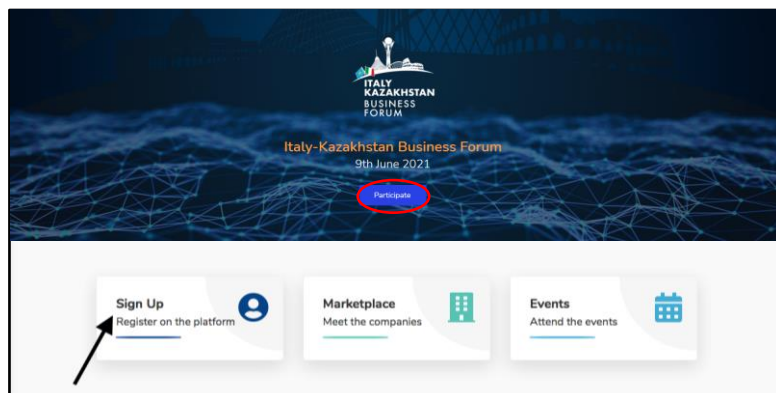 ITALY
KAZAKHSTAN
BUSINESS
FORUM
Italy-Kazakhstan Business Forum
9th June 2021
Participate
Sign Up
Register on the platform
Marketplace
Meet the companies
Events
Attend the events